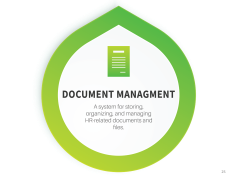 DOCUMENT MANAGMENT
A system for storing,
organizing, and managing
HR-related documents and
files.